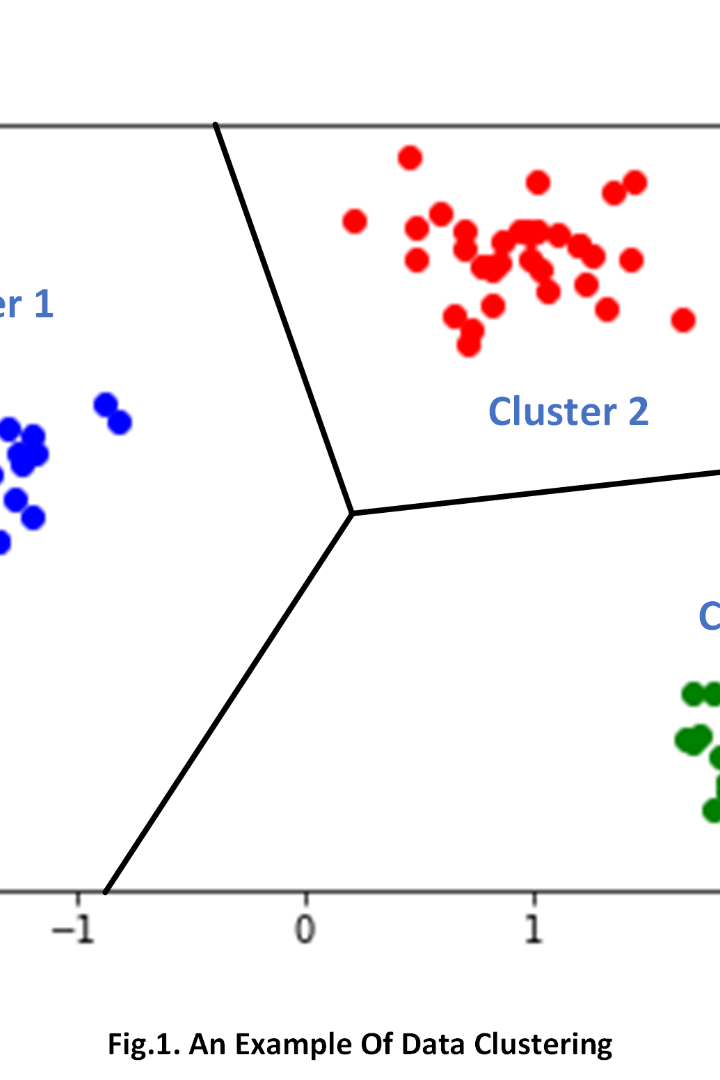 er 1
Cluster 2
C
−1 0 1
Fig.1. An Example Of Data Clustering